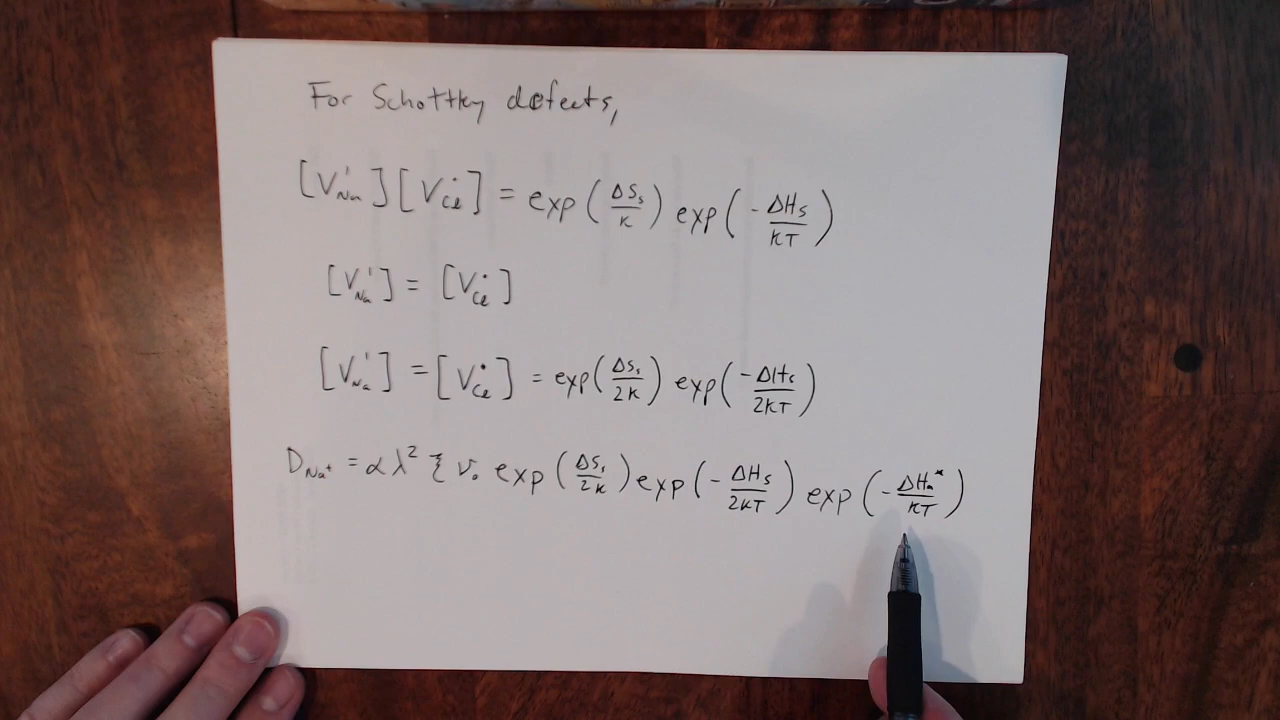 For Schottky defects,
[V'Na][V•Cl] = exp(ΔSs/K) exp(-ΔHs/KT)
[V'Na] = [V•Cl]
[V'Na] = [V•Cl] = exp(ΔSs/2K) exp(-ΔHs/2KT)
DNa+ = αλ² ξ ν₀ exp(ΔSs/2K) exp(-ΔHs/2KT) exp(-ΔHa*/KT)